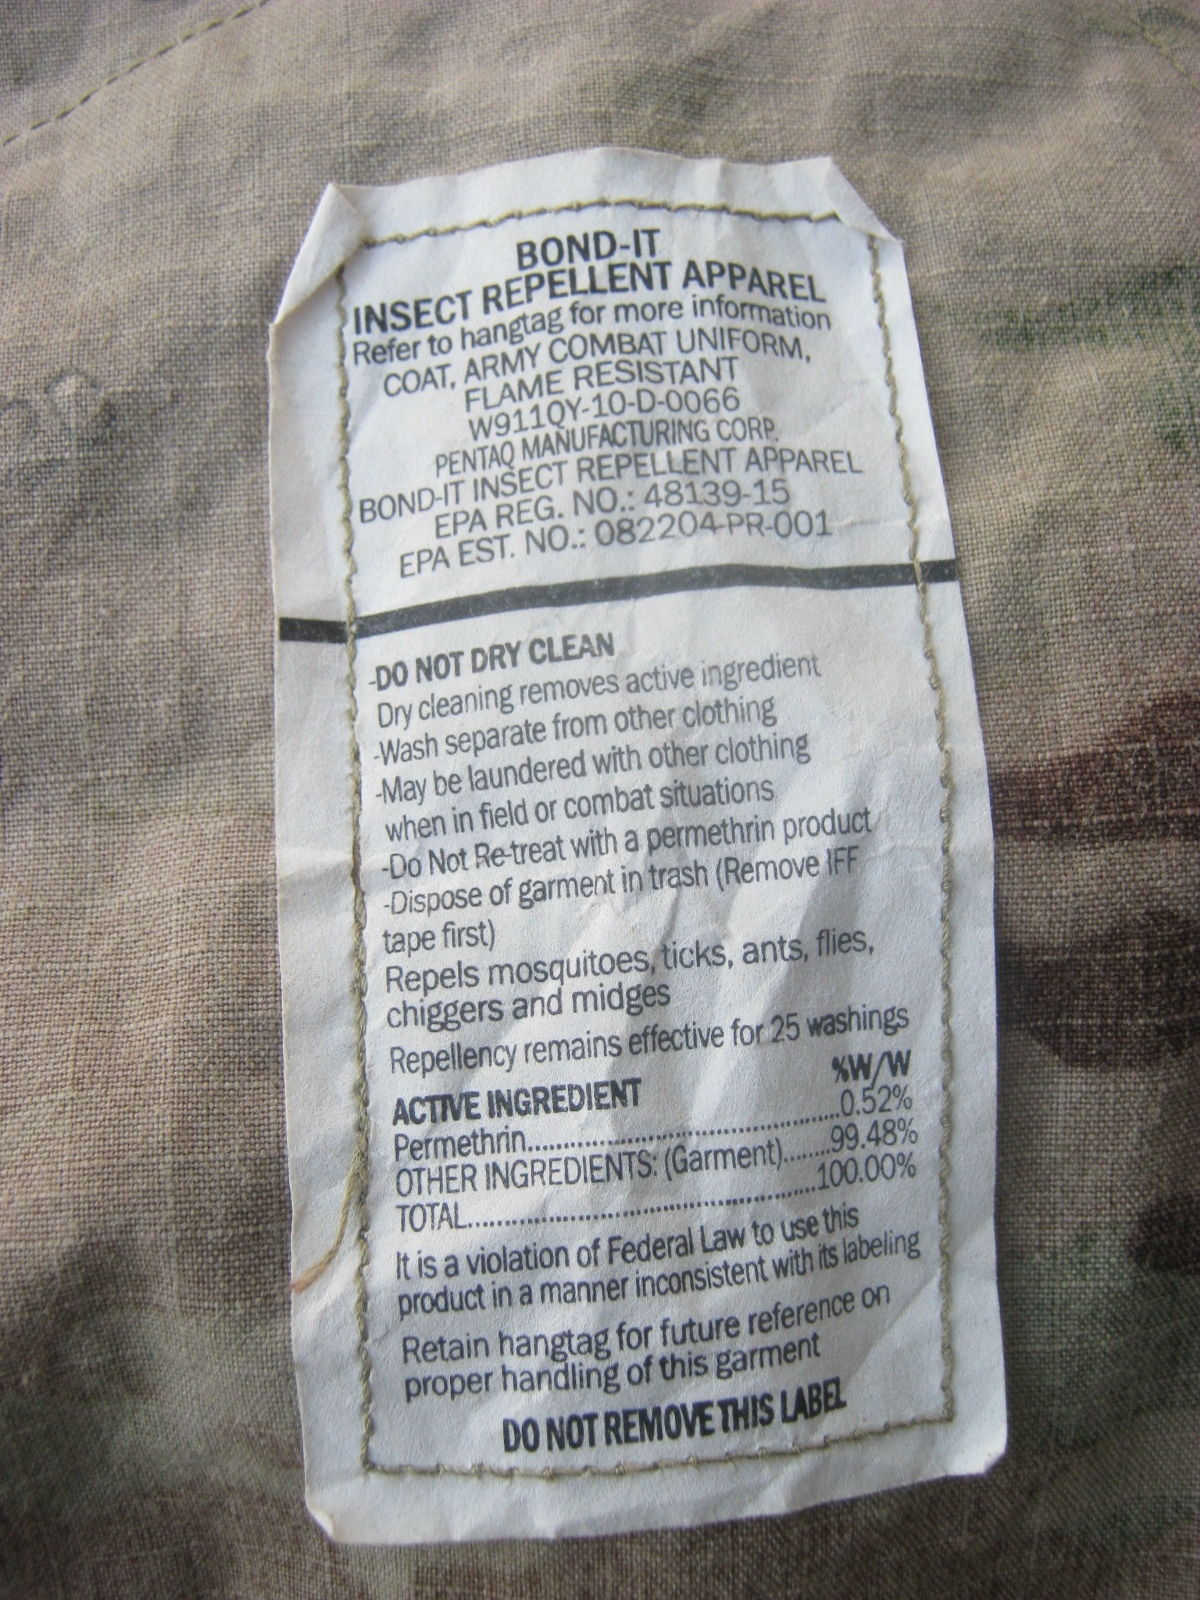 BOND-IT
INSECT REPELLENT APPAREL
Refer to hangtag for more information
COAT, ARMY COMBAT UNIFORM,
FLAME RESISTANT
W911QY-10-D-0066
PENTAQ MANUFACTURING CORP.
BOND-IT INSECT REPELLENT APPAREL
EPA REG. NO.: 48139-15
EPA EST. NO.: 082204-PR-001
-DO NOT DRY CLEAN
Dry cleaning removes active ingredient
-Wash separate from other clothing
-May be laundered with other clothing
when in field or combat situations
-Do Not Re-treat with a permethrin product
-Dispose of garment in trash (Remove IFF
tape first)
Repels mosquitoes, ticks, ants, flies,
chiggers and midges
Repellency remains effective for 25 washings
ACTIVE INGREDIENT %W/W
Permethrin.......................................0.52%
OTHER INGREDIENTS: (Garment).......99.48%
TOTAL...........................................100.00%
It is a violation of Federal Law to use this
product in a manner inconsistent with its labeling
Retain hangtag for future reference on
proper handling of this garment
DO NOT REMOVE THIS LABEL